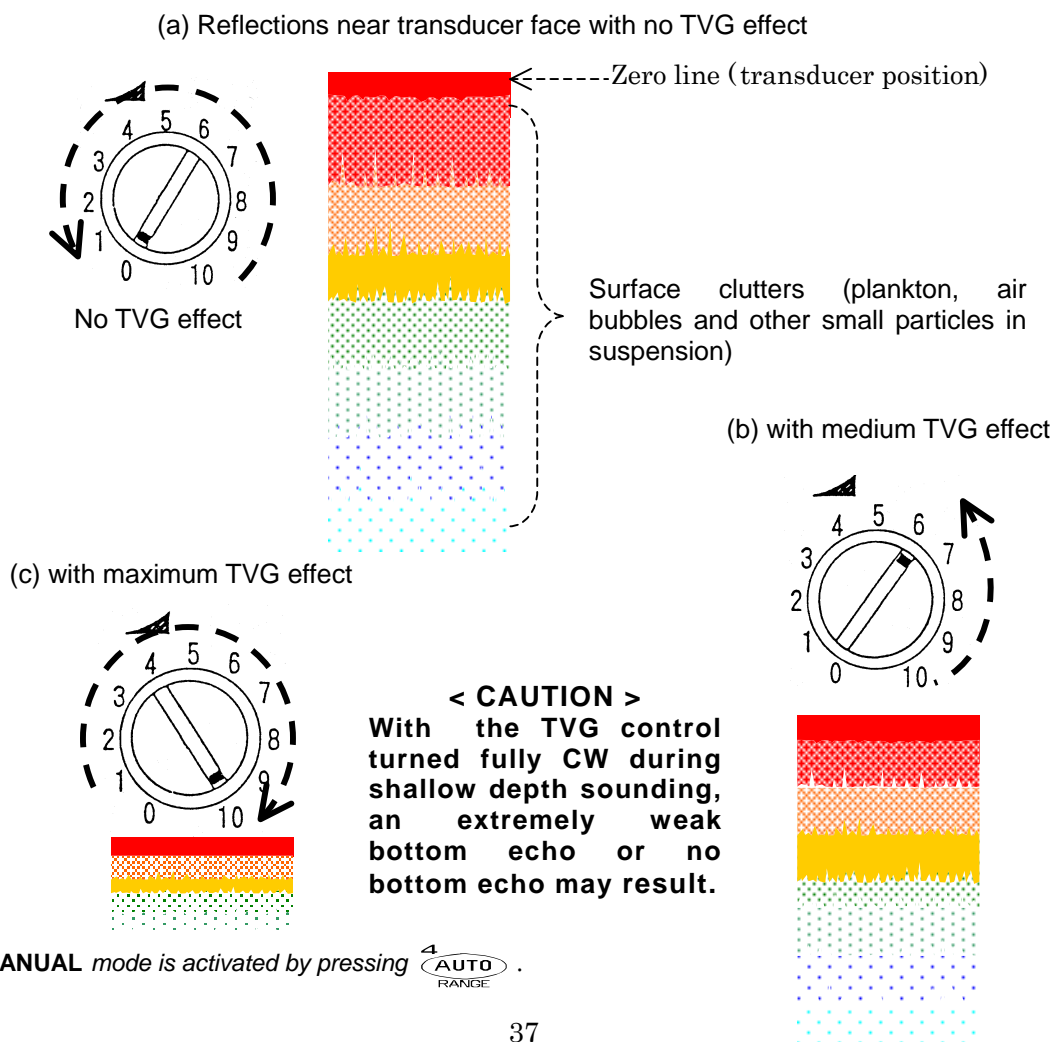 (a) Reflections near transducer face with no TVG effect
Zero line (transducer position)
0 1 2 3 4 5 6 7 8 9 10
No TVG effect
Surface clutters (plankton, air
bubbles and other small particles in
suspension)
(b) with medium TVG effect
0 1 2 3 4 5 6 7 8 9 10
(c) with maximum TVG effect
0 1 2 3 4 5 6 7 8 9 10
< CAUTION >
With the TVG control
turned fully CW during
shallow depth sounding,
an extremely weak
bottom echo or no
bottom echo may result.
ANUAL mode is activated by pressing 4 AUTO RANGE .
37